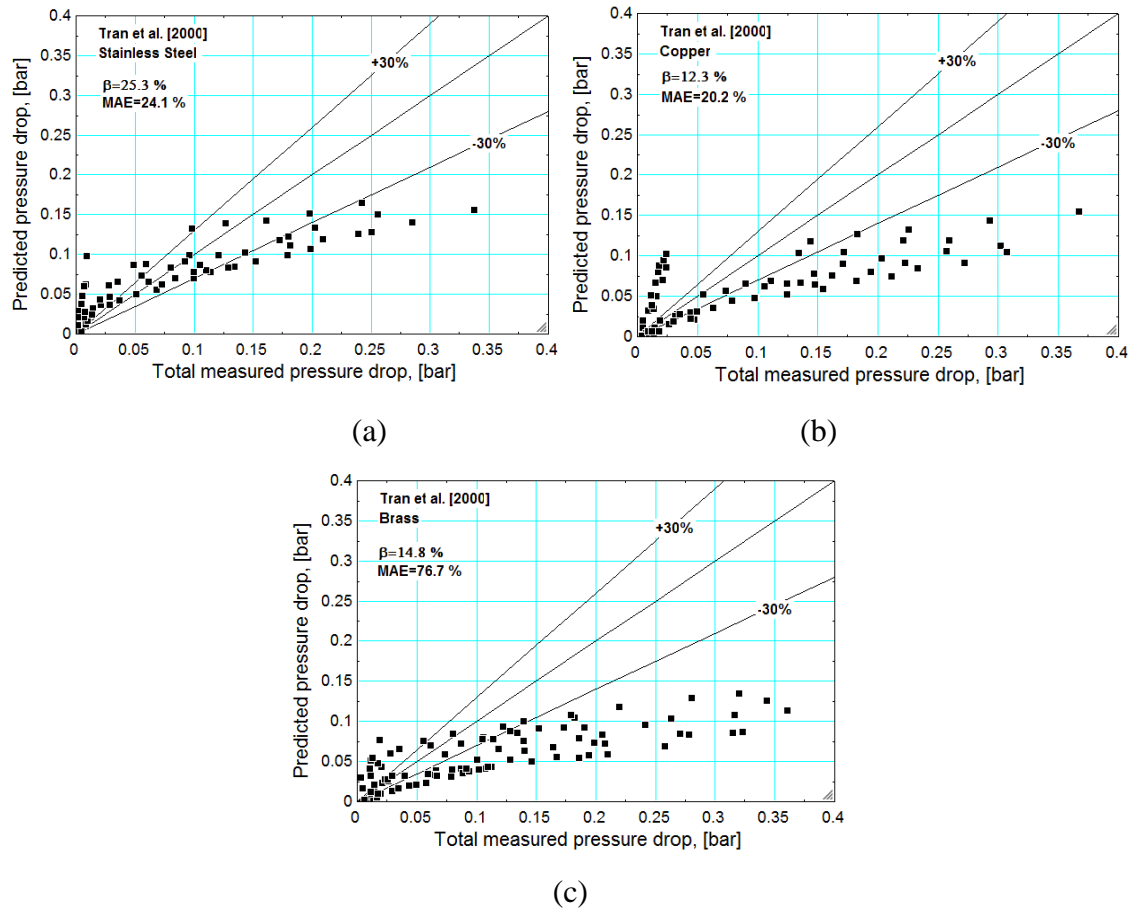 Tran et al. [2000]
Stainless Steel
β=25.3 %
MAE=24.1 %
+30%
-30%
Predicted pressure drop, [bar]
0.4
0.35
0.3
0.25
0.2
0.15
0.1
0.05
0
0 0.05 0.1 0.15 0.2 0.25 0.3 0.35 0.4
Total measured pressure drop, [bar]
(a)
Tran et al. [2000]
Copper
β=12.3 %
MAE=20.2 %
+30%
-30%
Predicted pressure drop, [bar]
0.4
0.35
0.3
0.25
0.2
0.15
0.1
0.05
0
0 0.05 0.1 0.15 0.2 0.25 0.3 0.35 0.4
Total measured pressure drop, [bar]
(b)
Tran et al. [2000]
Brass
β=14.8 %
MAE=76.7 %
+30%
-30%
Predicted pressure drop, [bar]
0.4
0.35
0.3
0.25
0.2
0.15
0.1
0.05
0
0 0.05 0.1 0.15 0.2 0.25 0.3 0.35 0.4
Total measured pressure drop, [bar]
(c)